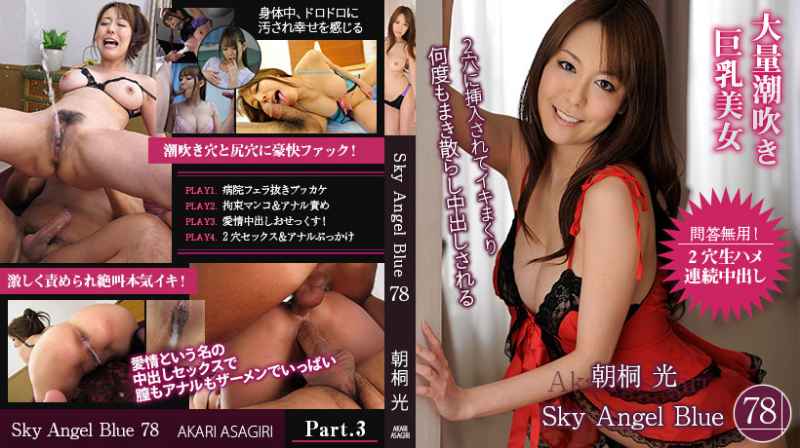 身体中、ドロドロに
汚され幸せを感じる
潮吹き穴と尻穴に豪快ファック！
PLAY1. 病院フェラ抜きブッカケ
PLAY2. 拘束マンコ＆アナル責め
PLAY3. 愛情中出しおせっくす！
PLAY4. 2穴セックス＆アナルぶっかけ
激しく責められ絶叫本気イキ！
愛情という名の
中出しセックスで
膣もアナルもザーメンでいっぱい
Sky Angel Blue 78
AKARI ASAGIRI
Part.3
Sky Angel Blue 78
朝桐 光
AKARI
ASAGIRI
大量潮吹き
巨乳美女
2穴に挿入されてイキまくり
何度もまき散らし中出しされる
問答無用！
2穴生ハメ
連続中出し
朝桐 光
Sky Angel Blue 78